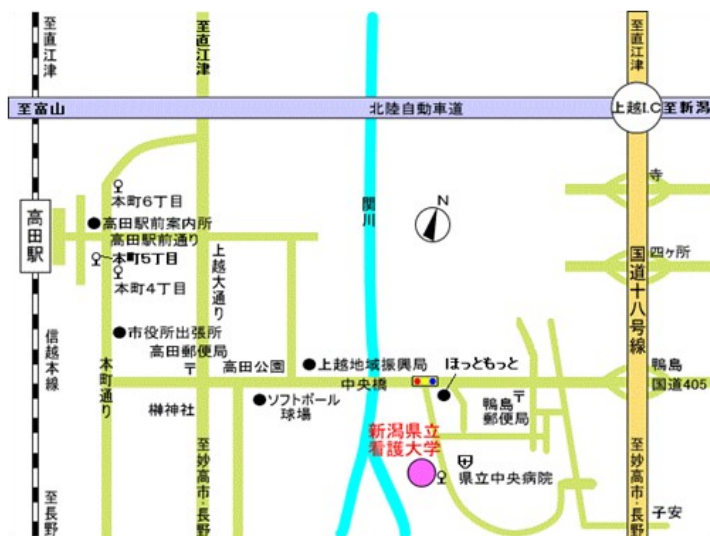 至直江津
至直江津
至直江津
至富山
北陸自動車道
上越I.C
至新潟
本町6丁目
高田駅
高田駅前案内所
高田駅前通り
本町5丁目
本町4丁目
上越大通り
関川
N
寺
四ヶ所
国道十八号線
信越本線
市役所出張所
高田郵便局
〒
本町通り
高田公園
上越地域振興局
中央橋
ほっともっと
鴨島
国道405
榊神社
ソフトボール
球場
鴨島〒
郵便局
新潟県立
看護大学
県立中央病院
至長野
至妙高市・長野
至妙高市・長野
子安